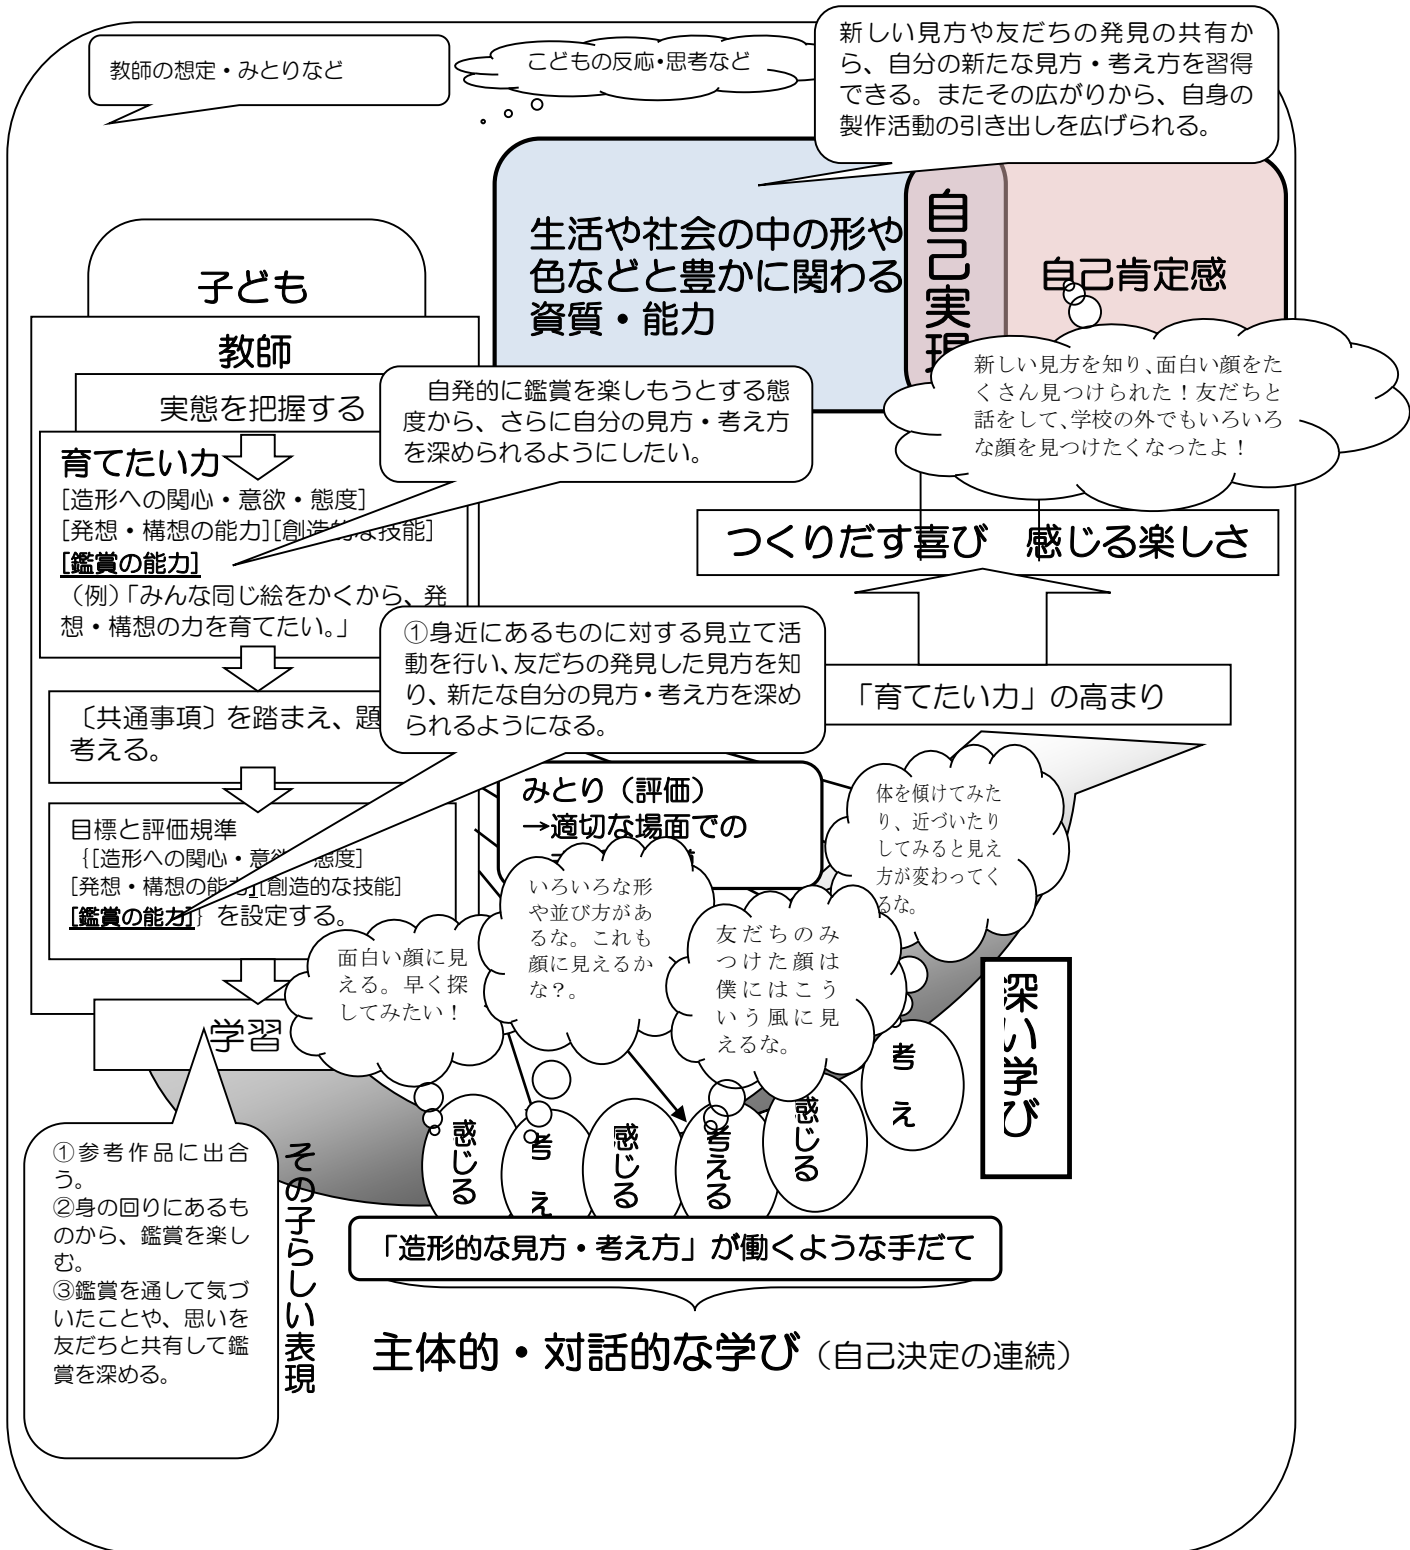 教師の想定・みとりなど
こどもの反応・思考など
新しい見方や友だちの発見の共有か
ら、自分の新たな見方・考え方を習得
できる。またその広がりから、自身の
製作活動の引き出しを広げられる。
生活や社会の中の形や
色などと豊かに関わる
資質・能力
自己実現
自己肯定感
新しい見方を知り、面白い顔をた
くさん見つけられた！友だちと
話をして、学校の外でもいろいろ
な顔を見つけたくなったよ！
子ども
教師
実態を把握する
育てたい力
[造形への関心・意欲・態度]
[発想・構想の能力][創造的な技能]
[鑑賞の能力]
（例）「みんな同じ絵をかくから、発
想・構想の力を育てたい。」
自発的に鑑賞を楽しもうとする態
度から、さらに自分の見方・考え方
を深められるようにしたい。
つくりだす喜び　感じる楽しさ
①身近にあるものに対する見立て活
動を行い、友だちの発見した見方を知
り、新たな自分の見方・考え方を深め
られるようになる。
「育てたい力」の高まり
〔共通事項〕を踏まえ、題
考える。
目標と評価規準
｛[造形への関心・意欲・態度]
[発想・構想の能力][創造的な技能]
[鑑賞の能力]｝を設定する。
みとり（評価）
→適切な場面での
体を傾けてみた
り、近づいたり
してみると見え
方が変わってく
るな。
いろいろな形
や並び方があ
るな。これも
顔に見えるか
な？。
友だちのみ
つけた顔は
僕にはこう
いう風に見
えるな。
面白い顔に見
える。早く探
してみたい！
学習
深い学び
感じる
考え
感じる
考える
感じる
考え
①参考作品に出合
う。
②身の回りにあるも
のから、鑑賞を楽し
む。
③鑑賞を通して気づ
いたことや、思いを
友だちと共有して鑑
賞を深める。
その子らしい表現
「造形的な見方・考え方」が働くような手だて
主体的・対話的な学び（自己決定の連続）